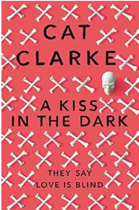 CAT
CLARKE
A KISS
IN THE DARK
THEY SAY
LOVE IS BLIND